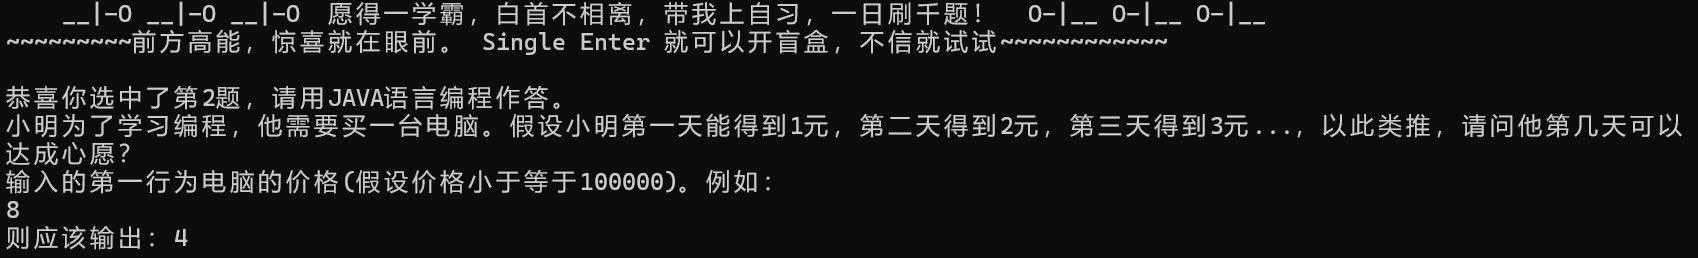 __|-O __|-O __|-O  愿得一学霸，白首不相离，带我上自习，一日刷千题！  O-|__ O-|__ O-|__
~~~~~~~~~前方高能，惊喜就在眼前。 Single Enter 就可以开盲盒，不信就试试~~~~~~~~~~~~
恭喜你选中了第2题，请用JAVA语言编程作答。
小明为了学习编程，他需要买一台电脑。假设小明第一天能得到1元，第二天得到2元，第三天得到3元...，以此类推，请问他第几天可以
达成心愿？
输入的第一行为电脑的价格(假设价格小于等于100000)。例如：
8
则应该输出：4